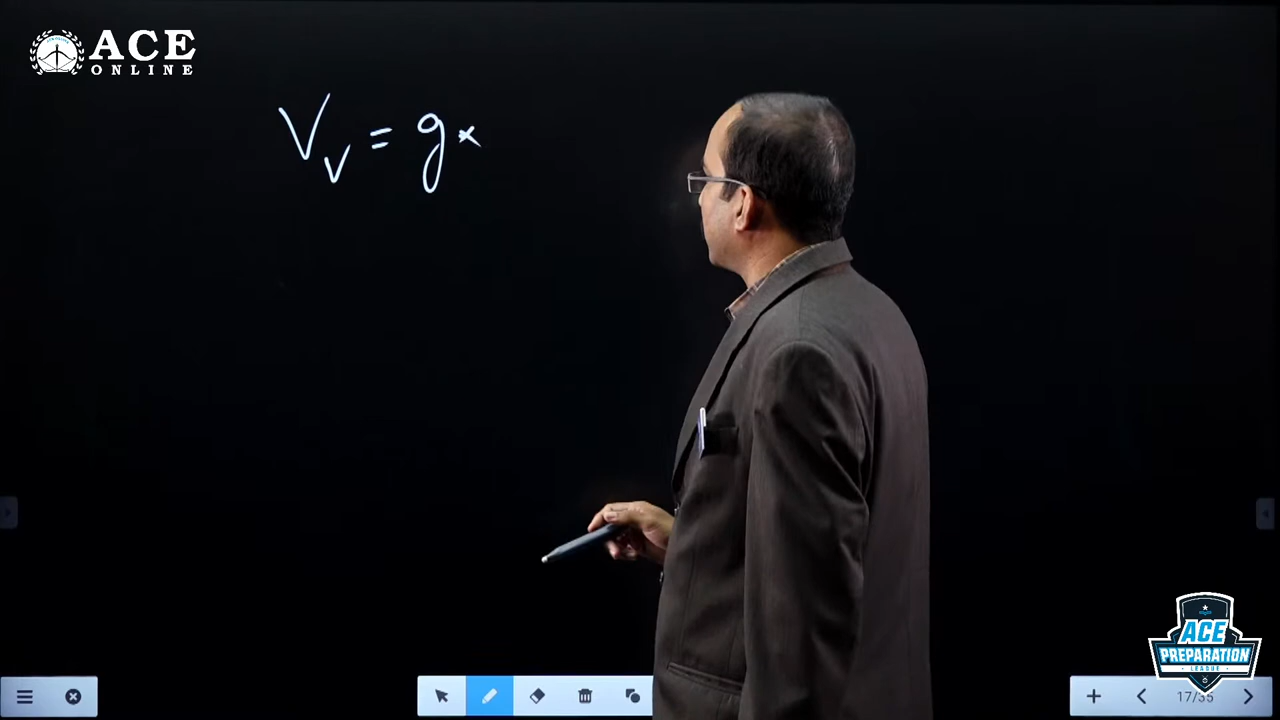 ACE
ONLINE
V_v = g×
ACE
PREPARATION
LEAGUE
17/35